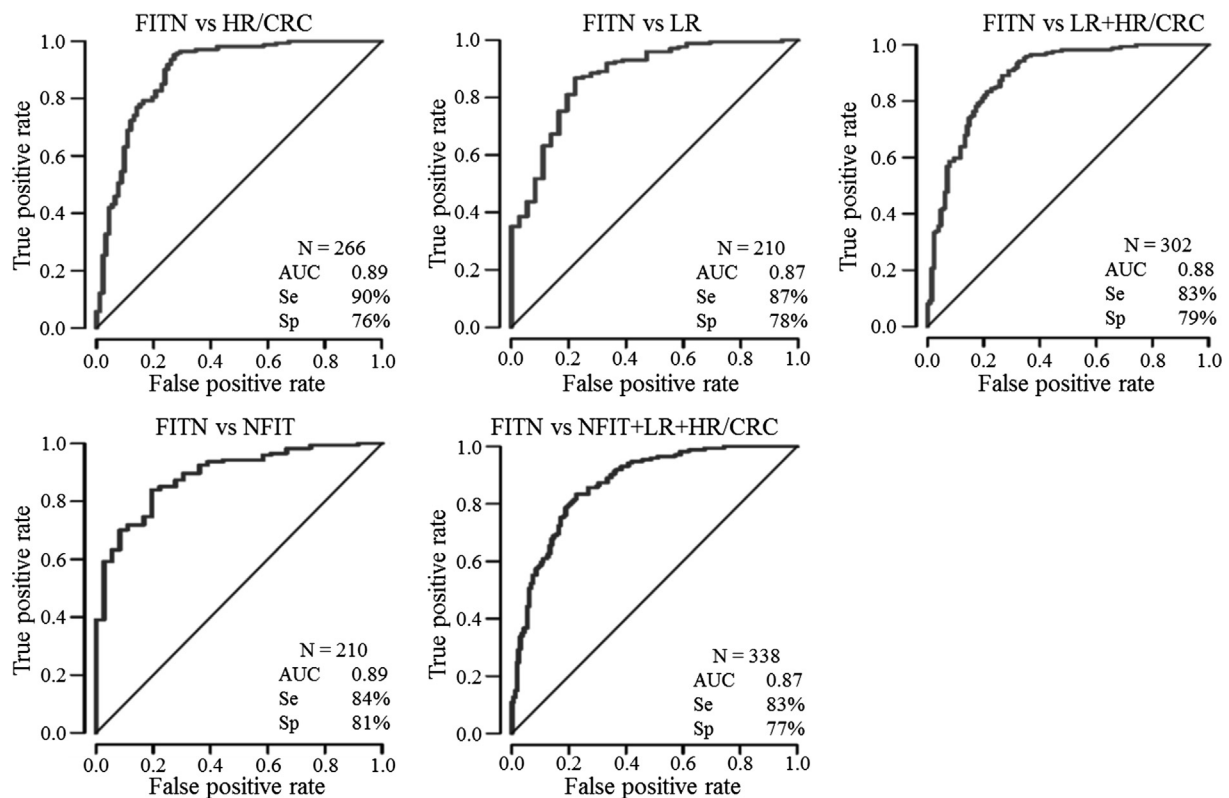 FITN vs HR/CRC
True positive rate
1.0
0.8
0.6
0.4
0.2
0.0
N = 266
AUC 0.89
Se 90%
Sp 76%
0.0 0.2 0.4 0.6 0.8 1.0
False positive rate
FITN vs LR
True positive rate
1.0
0.8
0.6
0.4
0.2
0.0
N = 210
AUC 0.87
Se 87%
Sp 78%
0.0 0.2 0.4 0.6 0.8 1.0
False positive rate
FITN vs LR+HR/CRC
True positive rate
1.0
0.8
0.6
0.4
0.2
0.0
N = 302
AUC 0.88
Se 83%
Sp 79%
0.0 0.2 0.4 0.6 0.8 1.0
False positive rate
FITN vs NFIT
True positive rate
1.0
0.8
0.6
0.4
0.2
0.0
N = 210
AUC 0.89
Se 84%
Sp 81%
0.0 0.2 0.4 0.6 0.8 1.0
False positive rate
FITN vs NFIT+LR+HR/CRC
True positive rate
1.0
0.8
0.6
0.4
0.2
0.0
N = 338
AUC 0.87
Se 83%
Sp 77%
0.0 0.2 0.4 0.6 0.8 1.0
False positive rate